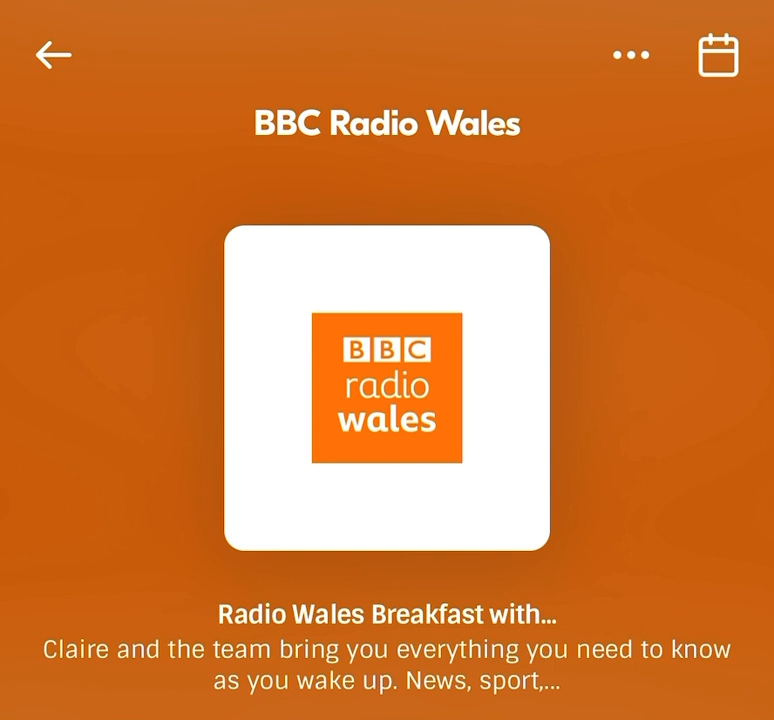 BBC Radio Wales
BBC
radio
wales
Radio Wales Breakfast with...
Claire and the team bring you everything you need to know
as you wake up. News, sport,...